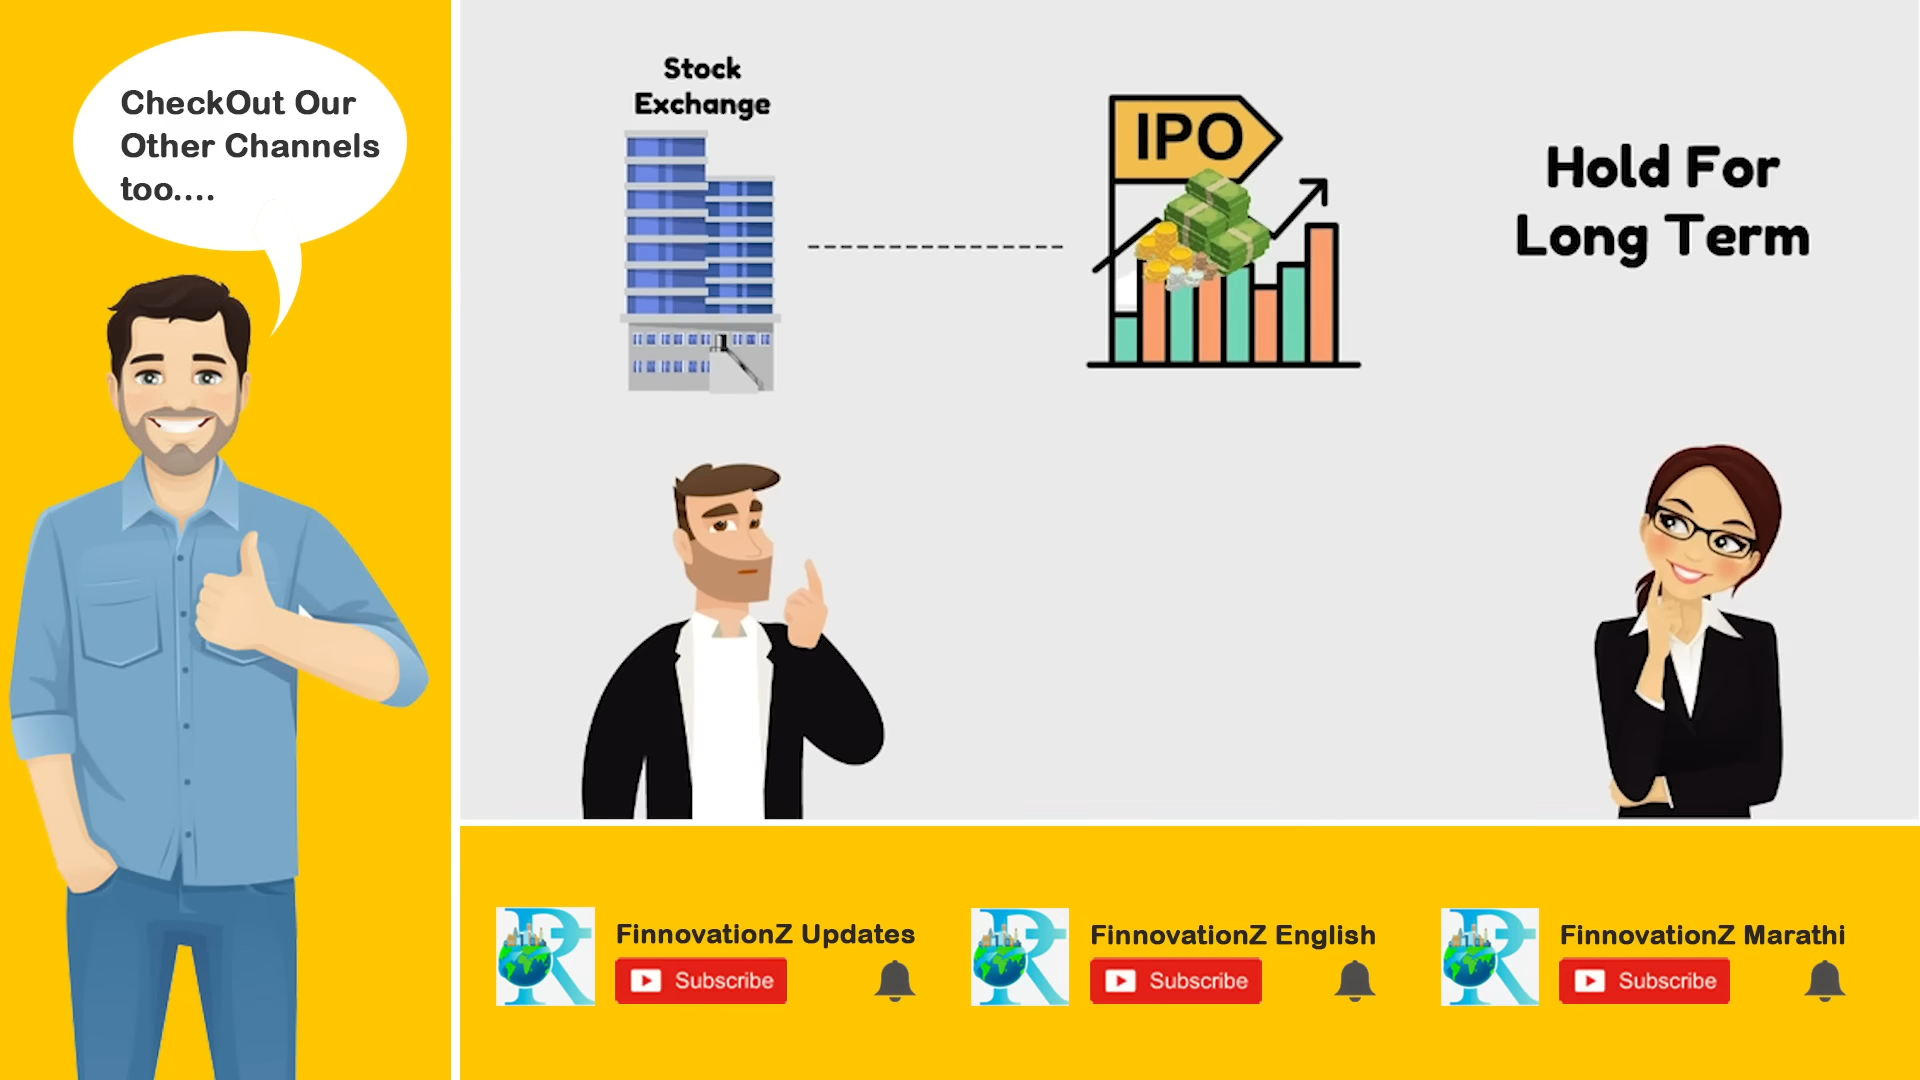 CheckOut Our
Other Channels
too....
Stock
Exchange
IPO
Hold For
Long Term
FinnovationZ Updates
Subscribe
FinnovationZ English
Subscribe
FinnovationZ Marathi
Subscribe